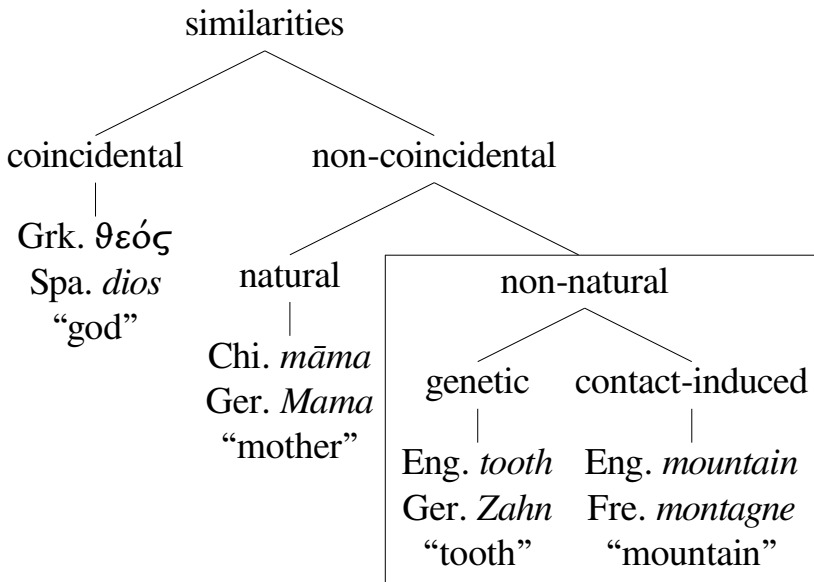 similarities
coincidental
non-coincidental
Grk. ϑεός
Spa. dios
“god”
natural
Chi. māma
Ger. Mama
“mother”
non-natural
genetic
Eng. tooth
Ger. Zahn
“tooth”
contact-induced
Eng. mountain
Fre. montagne
“mountain”